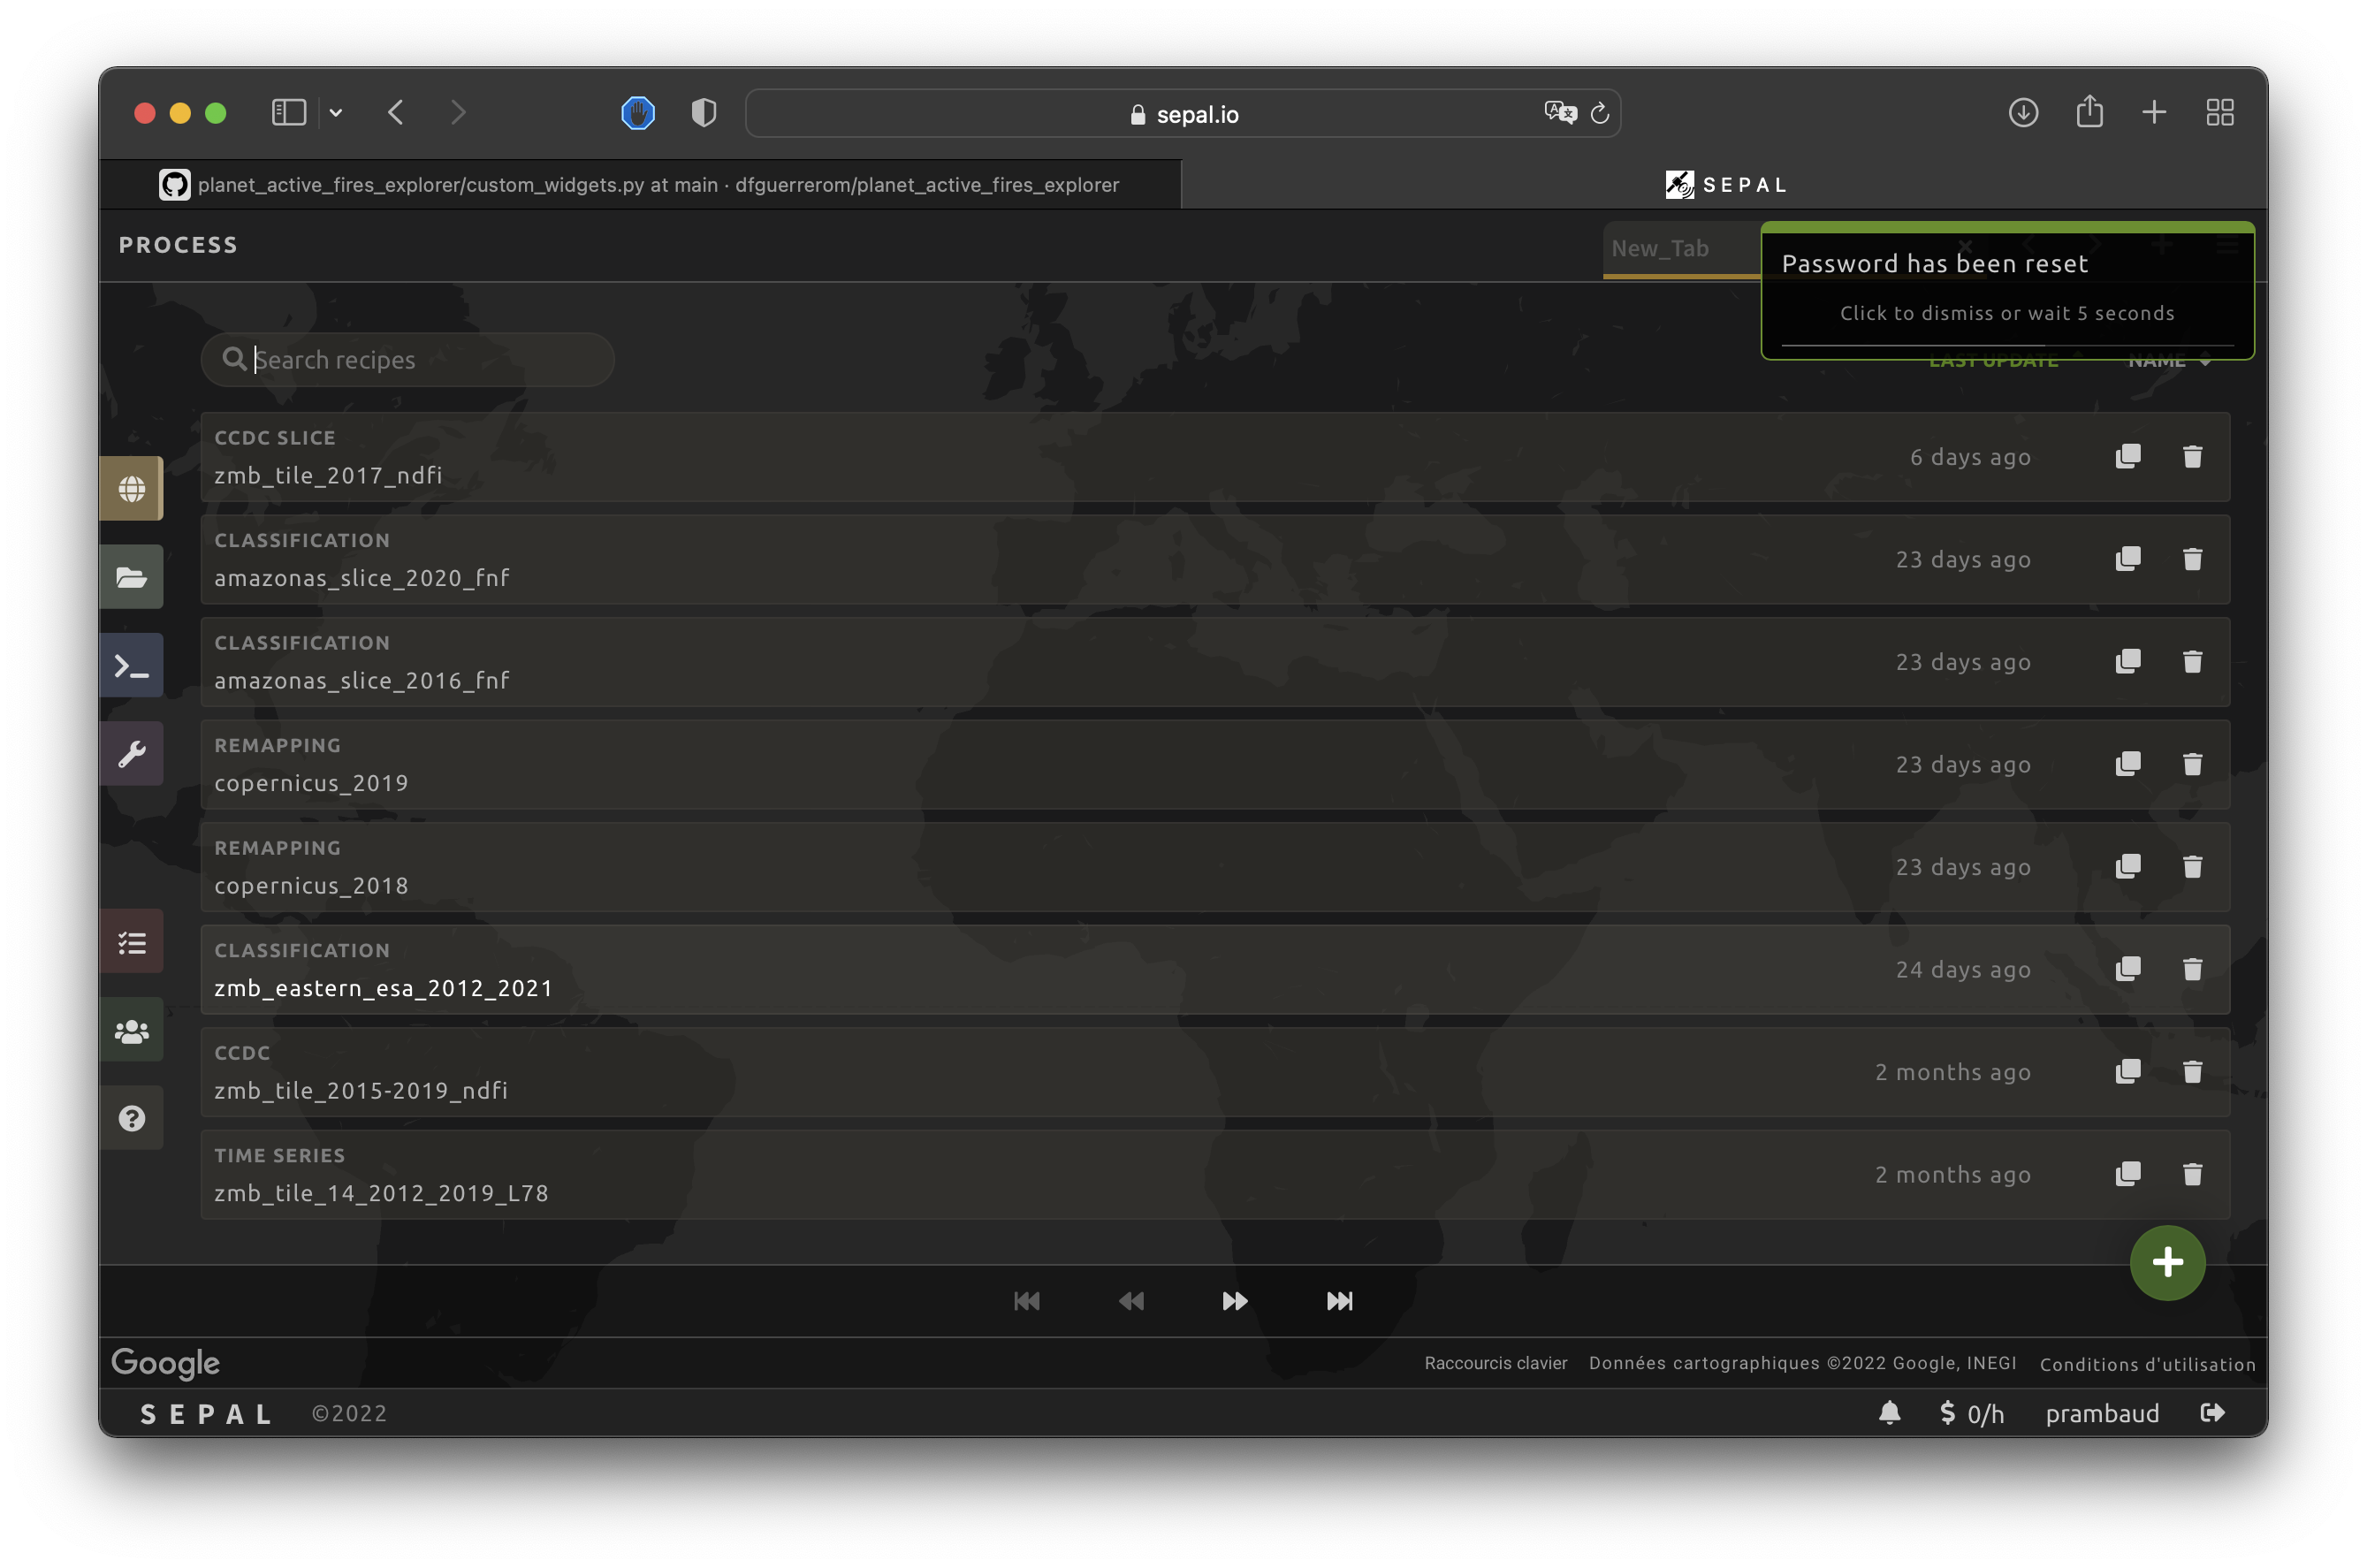 sepal.io
planet_active_fires_explorer/custom_widgets.py at main · dfguerrerom/planet_active_fires_explorer
SEPAL
PROCESS
New_Tab
Password has been reset
Click to dismiss or wait 5 seconds
Search recipes
LAST UPDATE
NAME
CCDC SLICE
zmb_tile_2017_ndfi
6 days ago
CLASSIFICATION
amazonas_slice_2020_fnf
23 days ago
CLASSIFICATION
amazonas_slice_2016_fnf
23 days ago
REMAPPING
copernicus_2019
23 days ago
REMAPPING
copernicus_2018
23 days ago
CLASSIFICATION
zmb_eastern_esa_2012_2021
24 days ago
CCDC
zmb_tile_2015-2019_ndfi
2 months ago
TIME SERIES
zmb_tile_14_2012_2019_L78
2 months ago
Google
Raccourcis clavier
Données cartographiques ©2022 Google, INEGI
Conditions d'utilisation
SEPAL
©2022
$ 0/h
prambaud